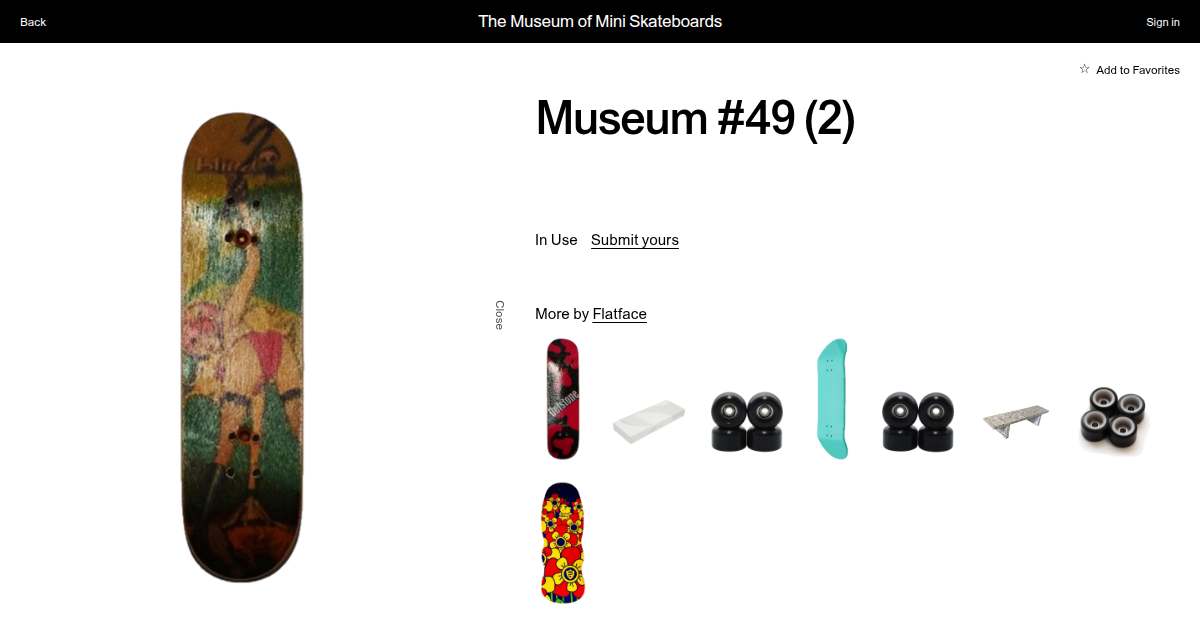 Back
The Museum of Mini Skateboards
Sign in
☆ Add to Favorites
Museum #49 (2)
In Use Submit yours
Close
More by Flatface